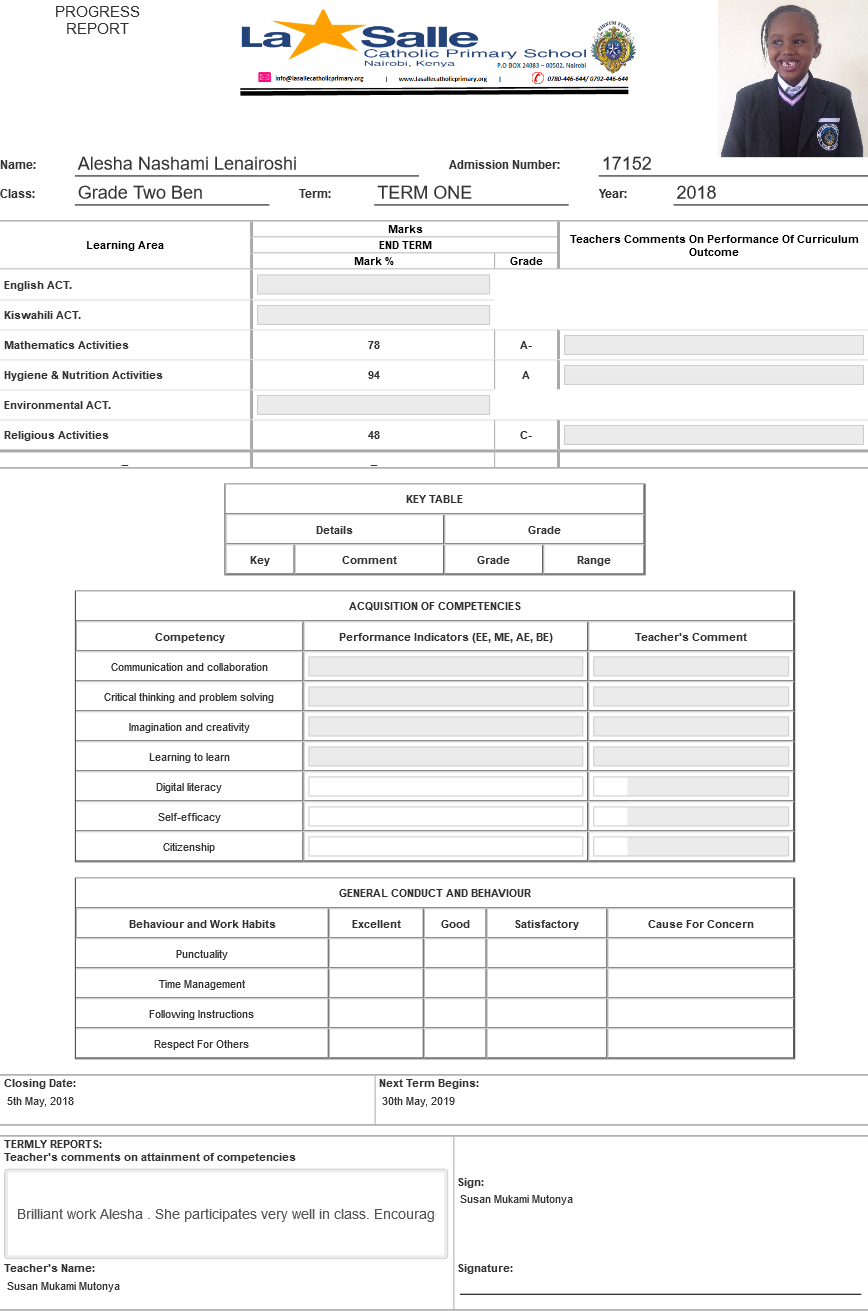 PROGRESS
REPORT
La Salle
Catholic Primary School
Nairobi, Kenya
P.O BOX 24083 – 00502, Nairobi
info@lasallecatholicprimary.org | www.lasallecatholicprimary.org | 0780-446-644/ 0792-446-644
Name: Alesha Nashami Lenairoshi Admission Number: 17152
Class: Grade Two Ben Term: TERM ONE Year: 2018
Learning Area Marks Teachers Comments On Performance Of Curriculum Outcome
END TERM
Mark % Grade
English ACT.
Kiswahili ACT.
Mathematics Activities 78 A-
Hygiene & Nutrition Activities 94 A
Environmental ACT.
Religious Activities 48 C-
_ _
KEY TABLE
Details Grade
Key Comment Grade Range
ACQUISITION OF COMPETENCIES
Competency Performance Indicators (EE, ME, AE, BE) Teacher's Comment
Communication and collaboration
Critical thinking and problem solving
Imagination and creativity
Learning to learn
Digital literacy
Self-efficacy
Citizenship
GENERAL CONDUCT AND BEHAVIOUR
Behaviour and Work Habits Excellent Good Satisfactory Cause For Concern
Punctuality
Time Management
Following Instructions
Respect For Others
Closing Date: Next Term Begins:
5th May, 2018 30th May, 2019
TERMLY REPORTS:
Teacher's comments on attainment of competencies
Sign:
Susan Mukami Mutonya
Brilliant work Alesha . She participates very well in class. Encourag
Teacher's Name: Signature:
Susan Mukami Mutonya